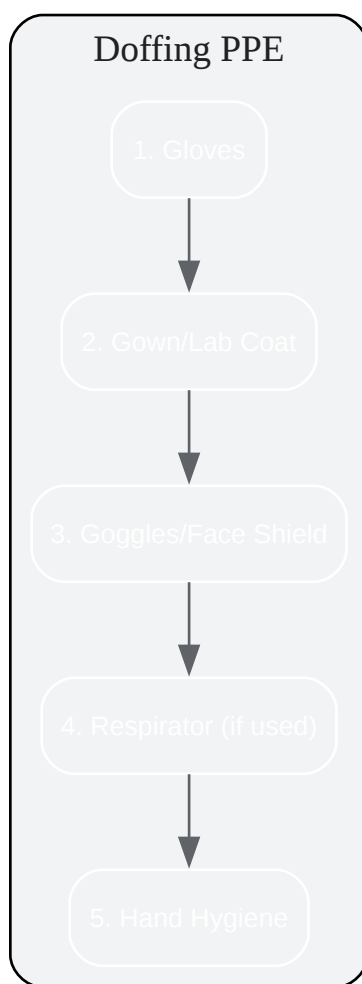 Doffing PPE
1. Gloves
2. Gown/Lab Coat
3. Goggles/Face Shield
4. Respirator (if used)
5. Hand Hygiene